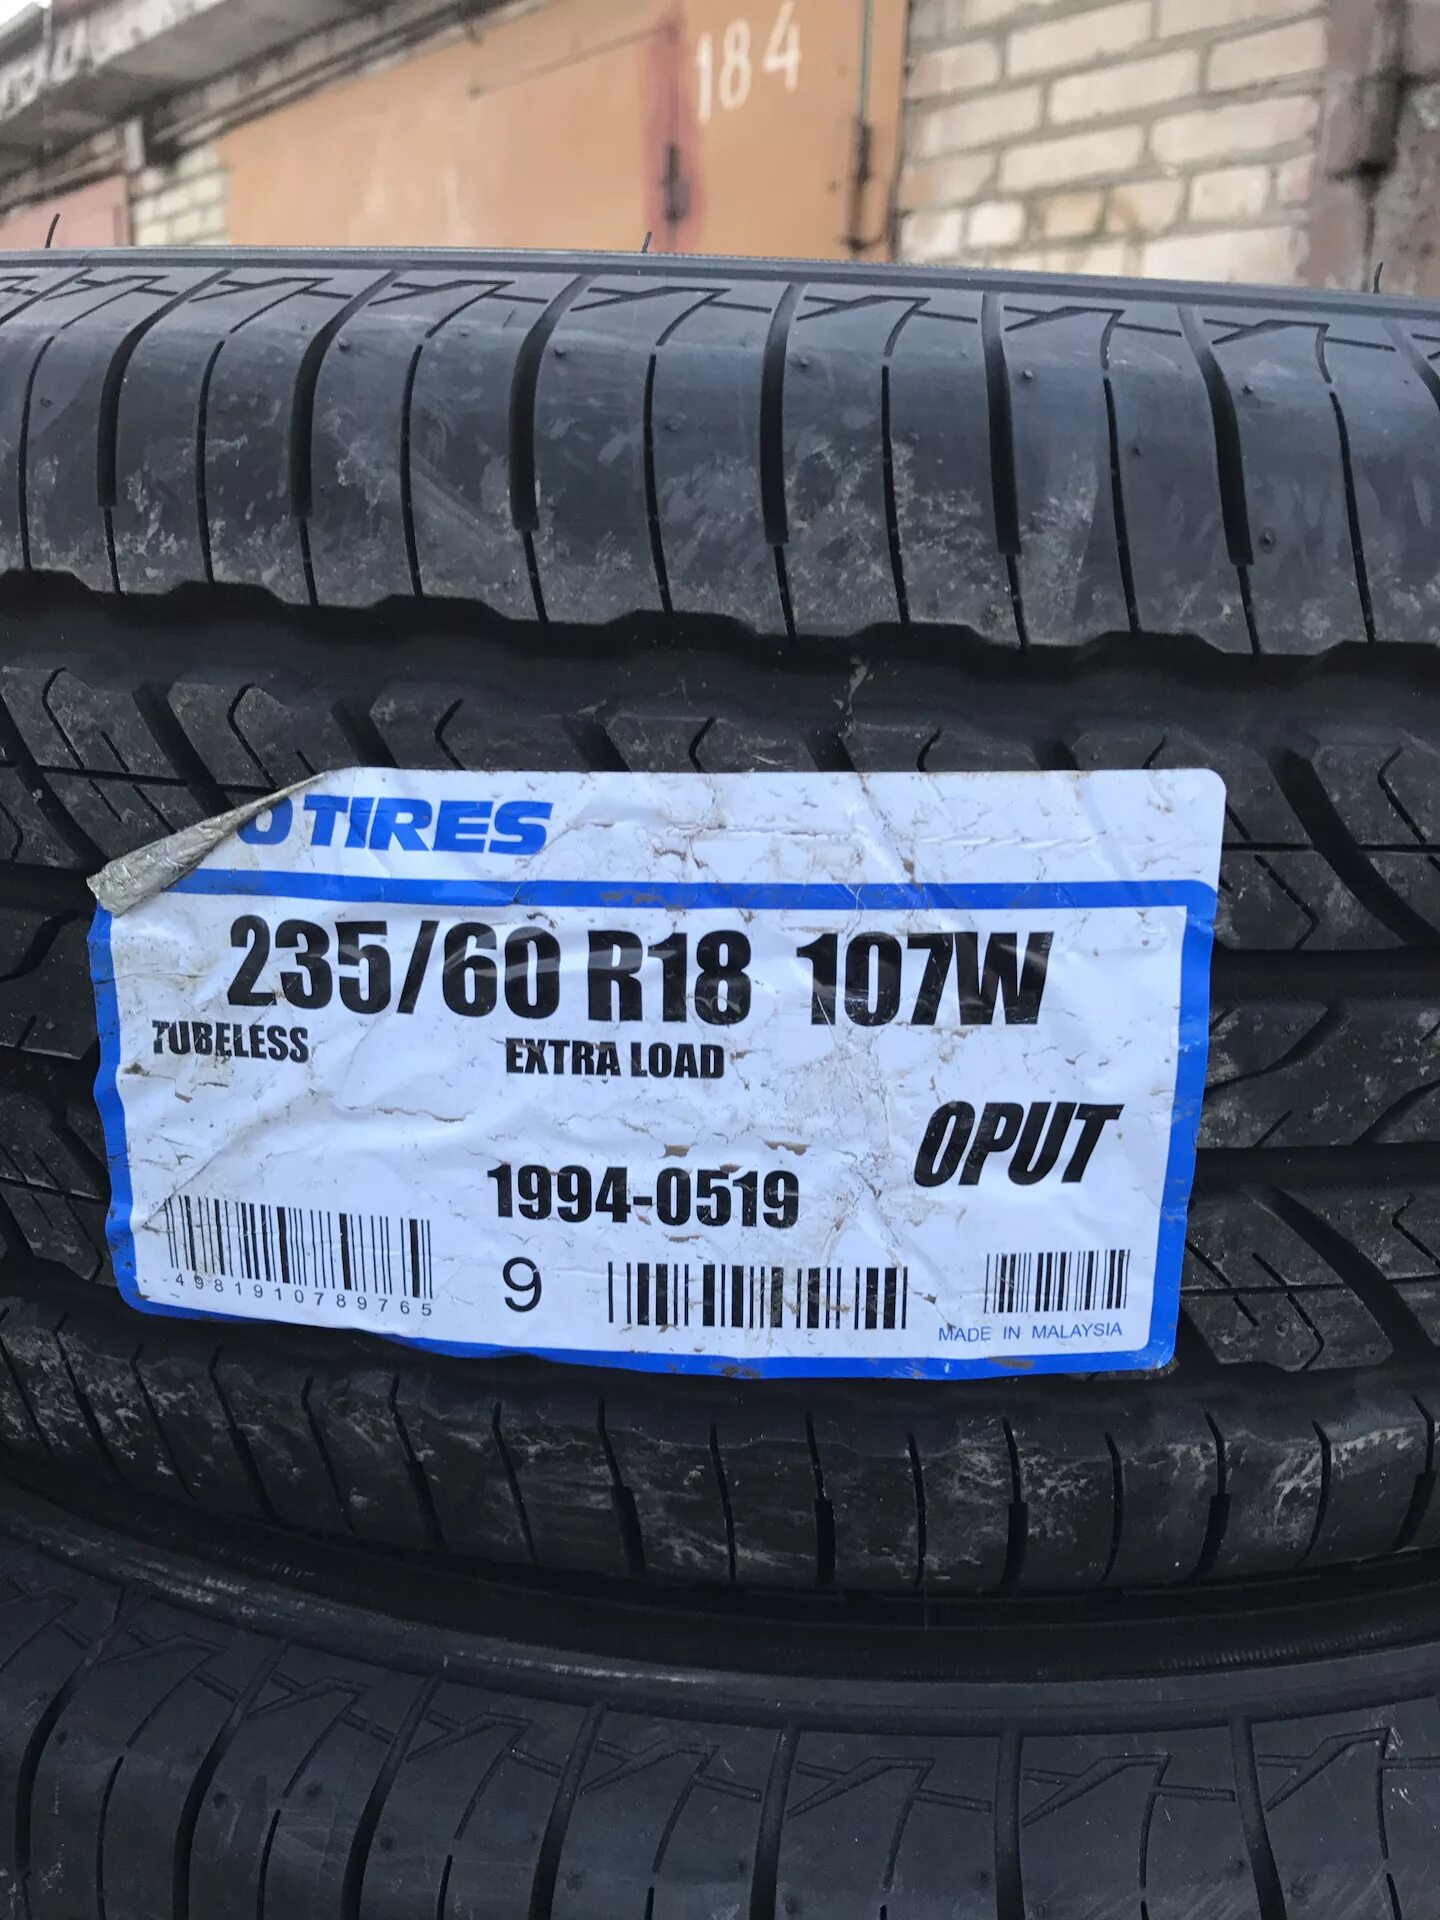 184
O TIRES
235/60 R18 107W
TUBELESS EXTRA LOAD
OPUT
1994-0519
4981910789765
9
MADE IN MALAYSIA